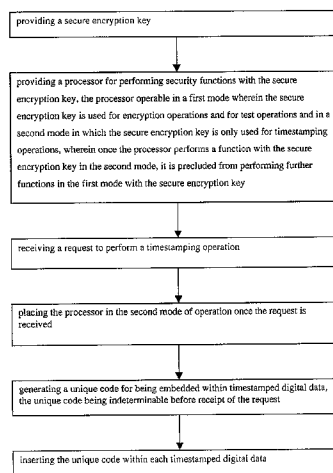 providing a secure encryption key
providing a processor for performing security functions with the secure
encryption key, the processor operable in a first mode wherein the secure
encryption key is used for encryption operations and for test operations and in a
second mode in which the secure encryption key is only used for timestamping
operations, wherein once the processor performs a function with the secure
encryption key in the second mode, it is precluded from performing further
functions in the first mode with the secure encryption key
receiving a request to perform a timestamping operation
placing the processor in the second mode of operation once the request is
received
generating a unique code for being embedded within timestamped digital data,
the unique code being indeterminable before receipt of the request
inserting the unique code within each timestamped digital data